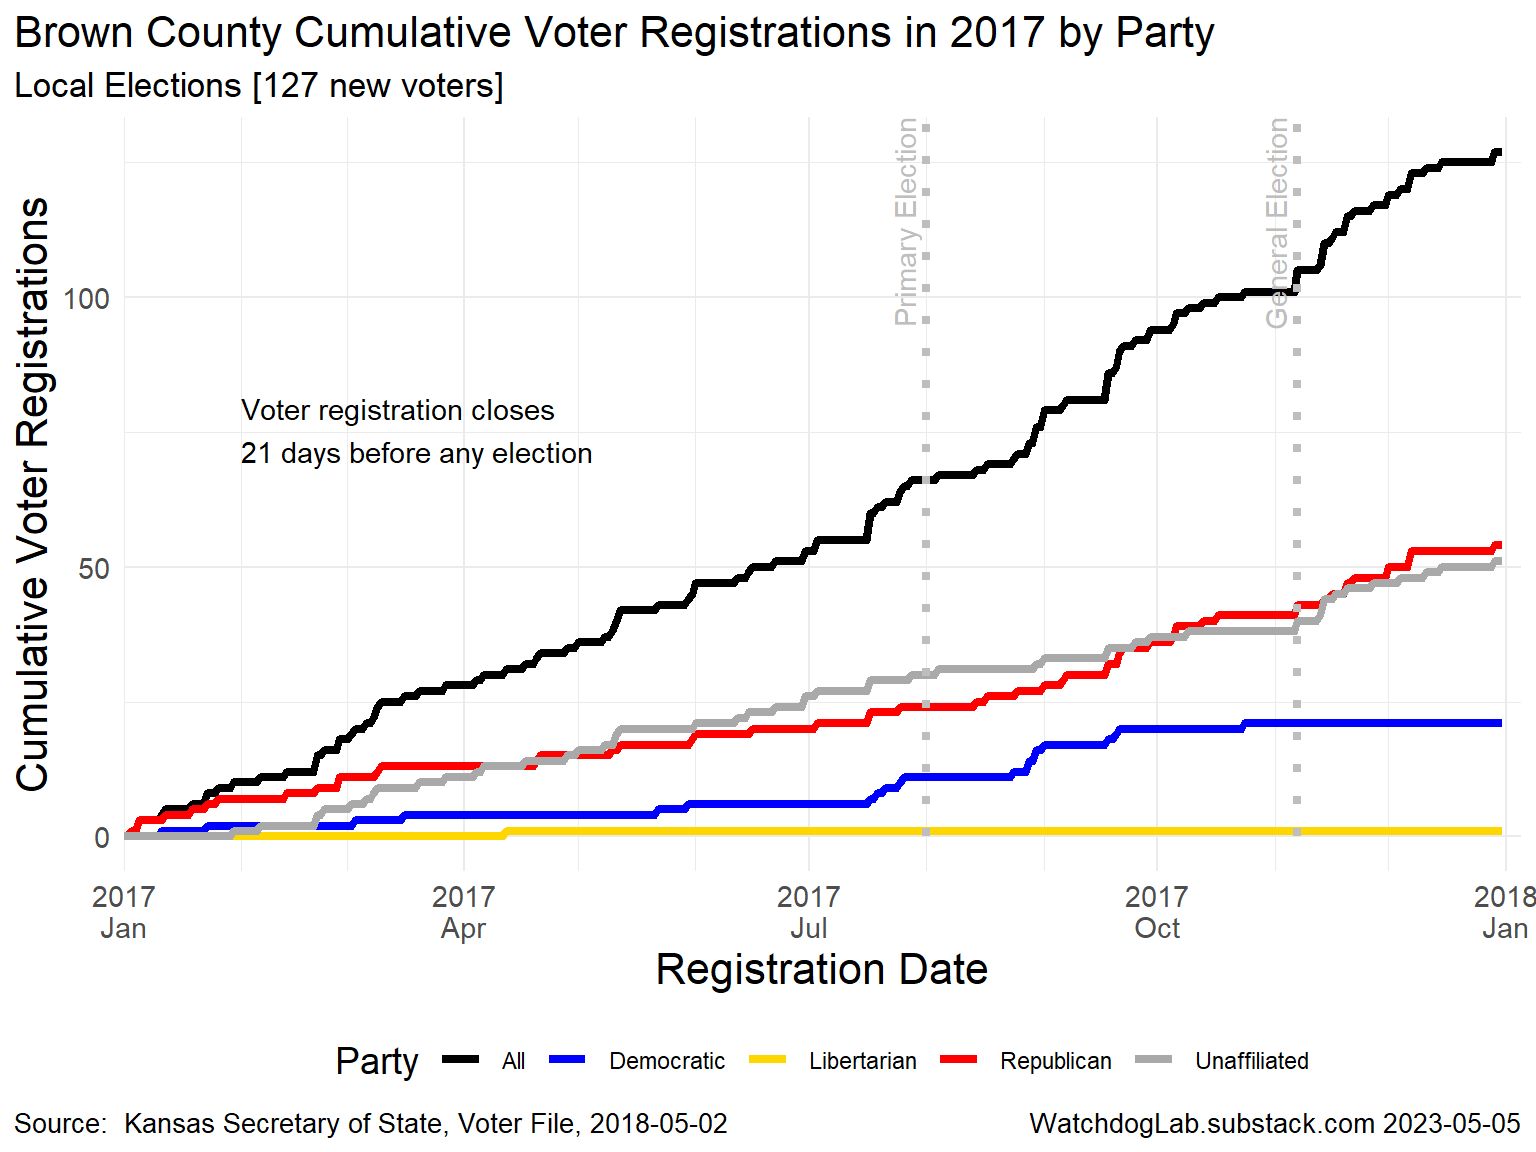 Brown County Cumulative Voter Registrations in 2017 by Party
Local Elections [127 new voters]
Cumulative Voter Registrations
100
50
0
Primary Election
General Election
Voter registration closes
21 days before any election
2017
Jan
2017
Apr
2017
Jul
2017
Oct
2018
Jan
Registration Date
Party
All
Democratic
Libertarian
Republican
Unaffiliated
Source:  Kansas Secretary of State, Voter File, 2018-05-02
WatchdogLab.substack.com 2023-05-05